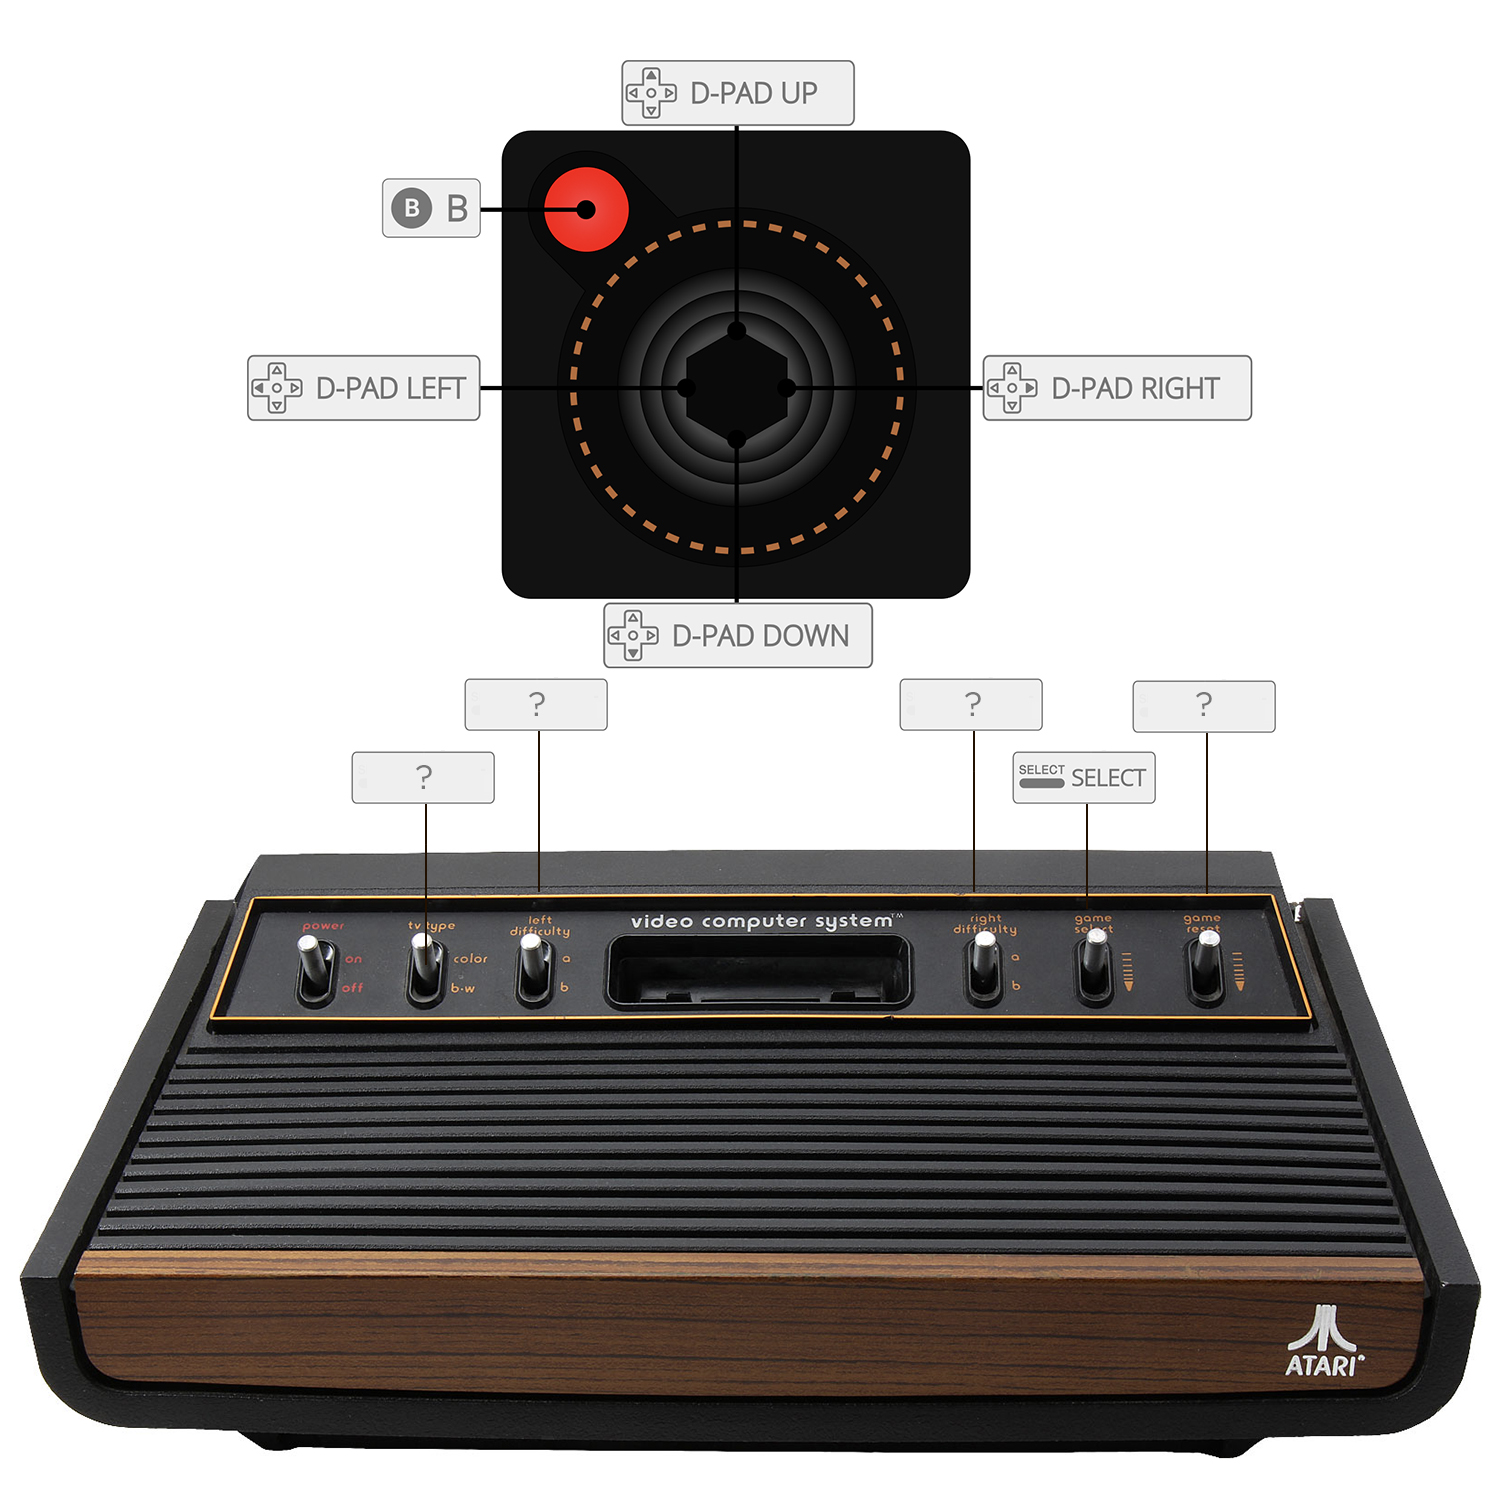 D-PAD UP
B B
D-PAD LEFT
D-PAD RIGHT
D-PAD DOWN
? ? ?
? SELECT SELECT
power
on
off
tv type
color
b·w
left
difficulty
a
b
video computer system™
right
difficulty
a
b
game
select
game
reset
ATARI®